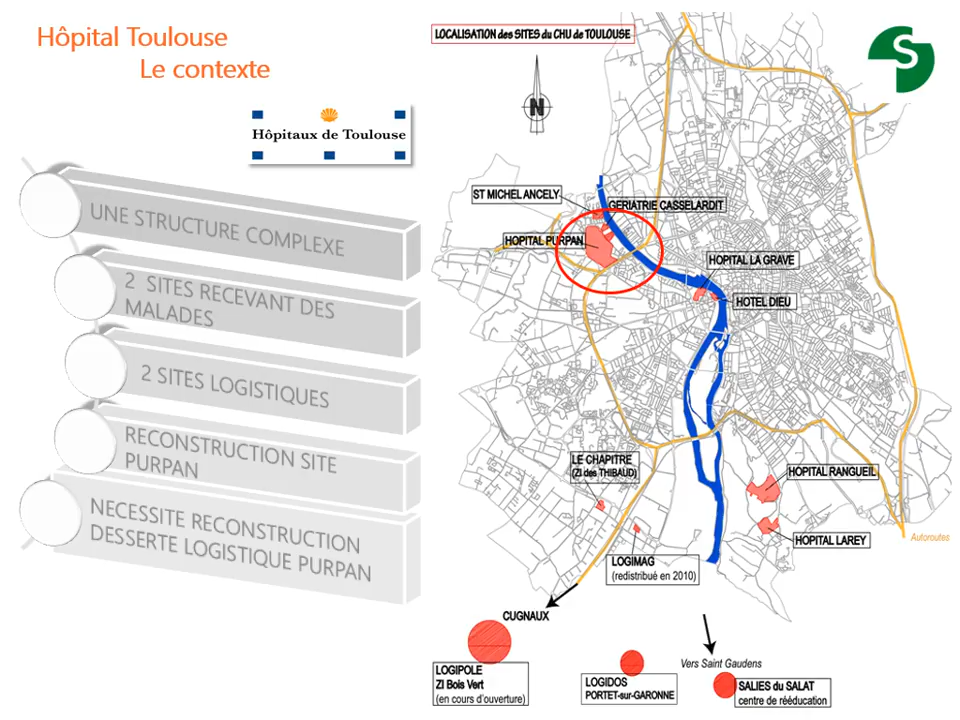 Hôpital Toulouse
Le contexte
Hôpitaux de Toulouse
UNE STRUCTURE COMPLEXE
2 SITES RECEVANT DES
MALADES
2 SITES LOGISTIQUES
RECONSTRUCTION SITE
PURPAN
NECESSITE RECONSTRUCTION
DESSERTE LOGISTIQUE PURPAN
LOCALISATION des SITES du CHU de TOULOUSE
S
N
ST MICHEL ANCELY
GERIATRIE CASSELARDIT
HOPITAL PURPAN
HOPITAL LA GRAVE
HOTEL DIEU
LE CHAPITRE
(ZI des THIBAUD)
HOPITAL RANGUEIL
HOPITAL LAREY
Autoroutes
LOGIMAG
(redistribué en 2010)
CUGNAUX
LOGIPOLE
ZI Bois Vert
(en cours d'ouverture)
LOGIDOS
PORTET-sur-GARONNE
Vers Saint Gaudens
SALIES du SALAT
centre de rééducation